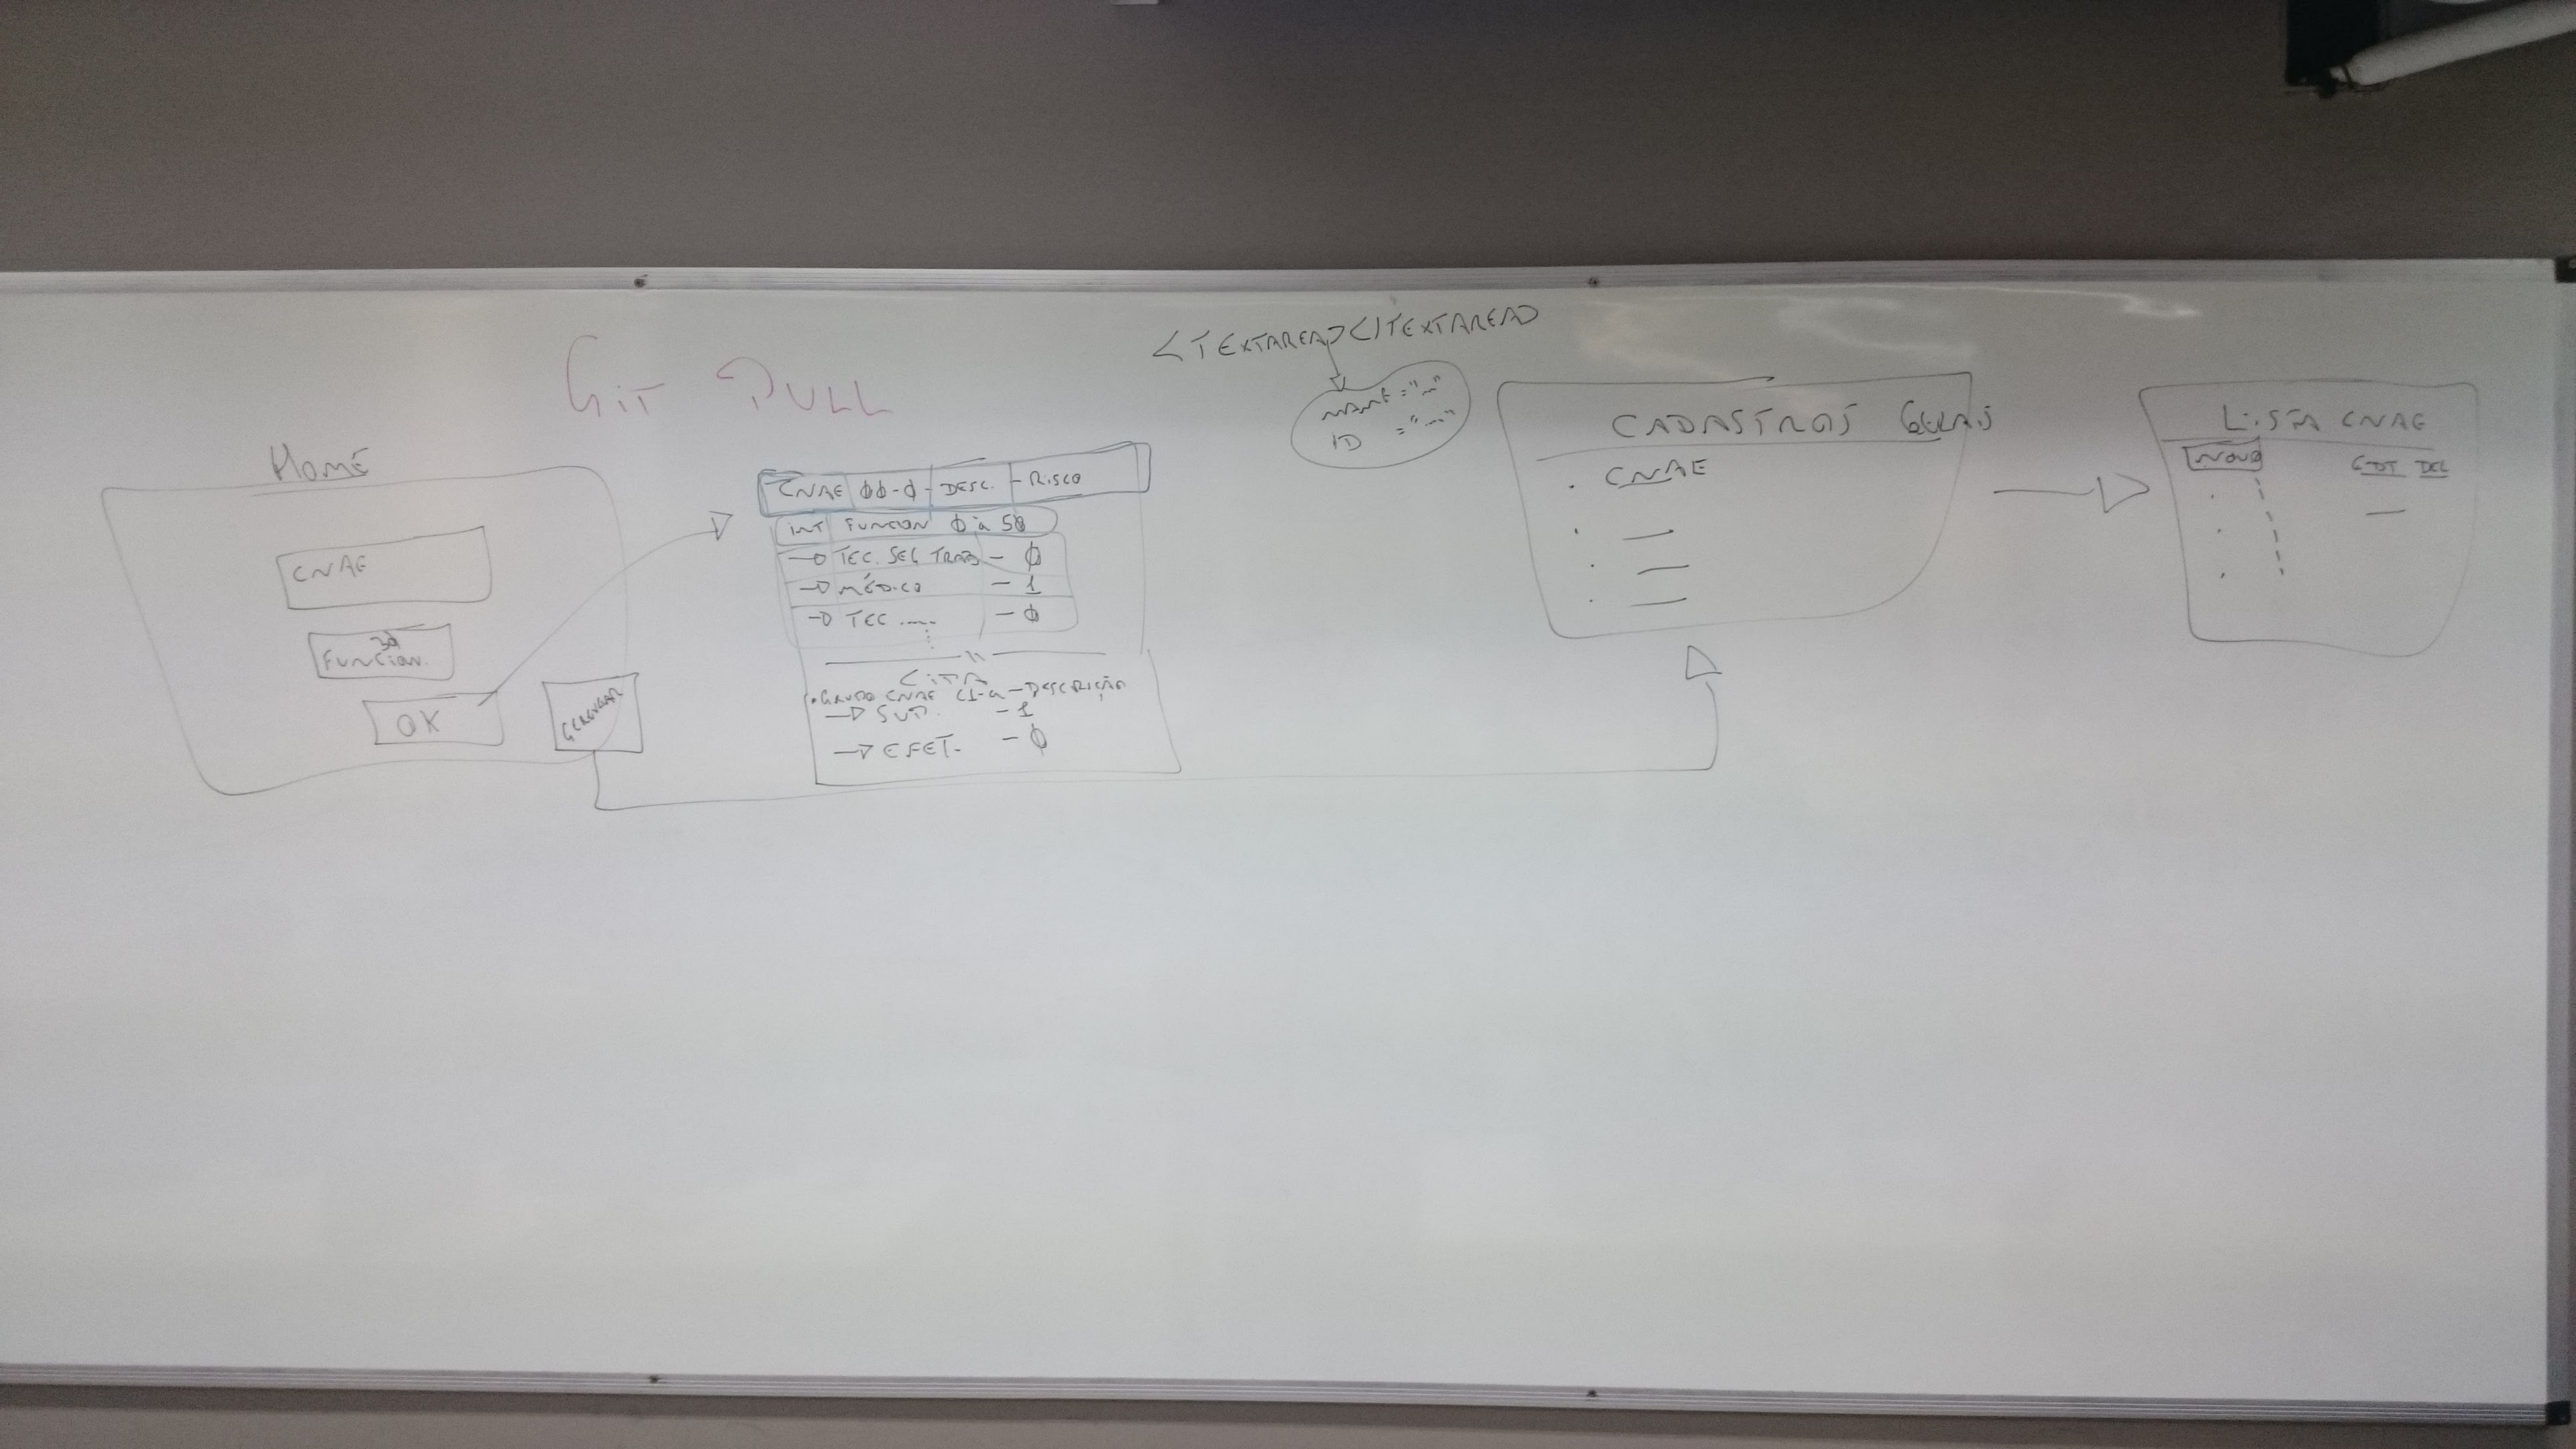 GIT PULL
<TEXTAREA></TEXTAREA>
NAME = "..."
ID = "..."
HOME
CNAE
30
FUNCION.
OK
GERENCIAR
CNAE 00-0 - DESC. - RISCO
INT FUNCION 0 à 50
→ TEC. SEG TRAB - 0
→ MÉDICO - 1
→ TEC .... - 0
CIPA
• GRUPO CNAE C1-a - DESCRIÇÃO
→ SUP. - 1
→ EFET. - 0
CADASTROS GERAIS
. CNAE
LISTA CNAE
NOVO EDT DEL